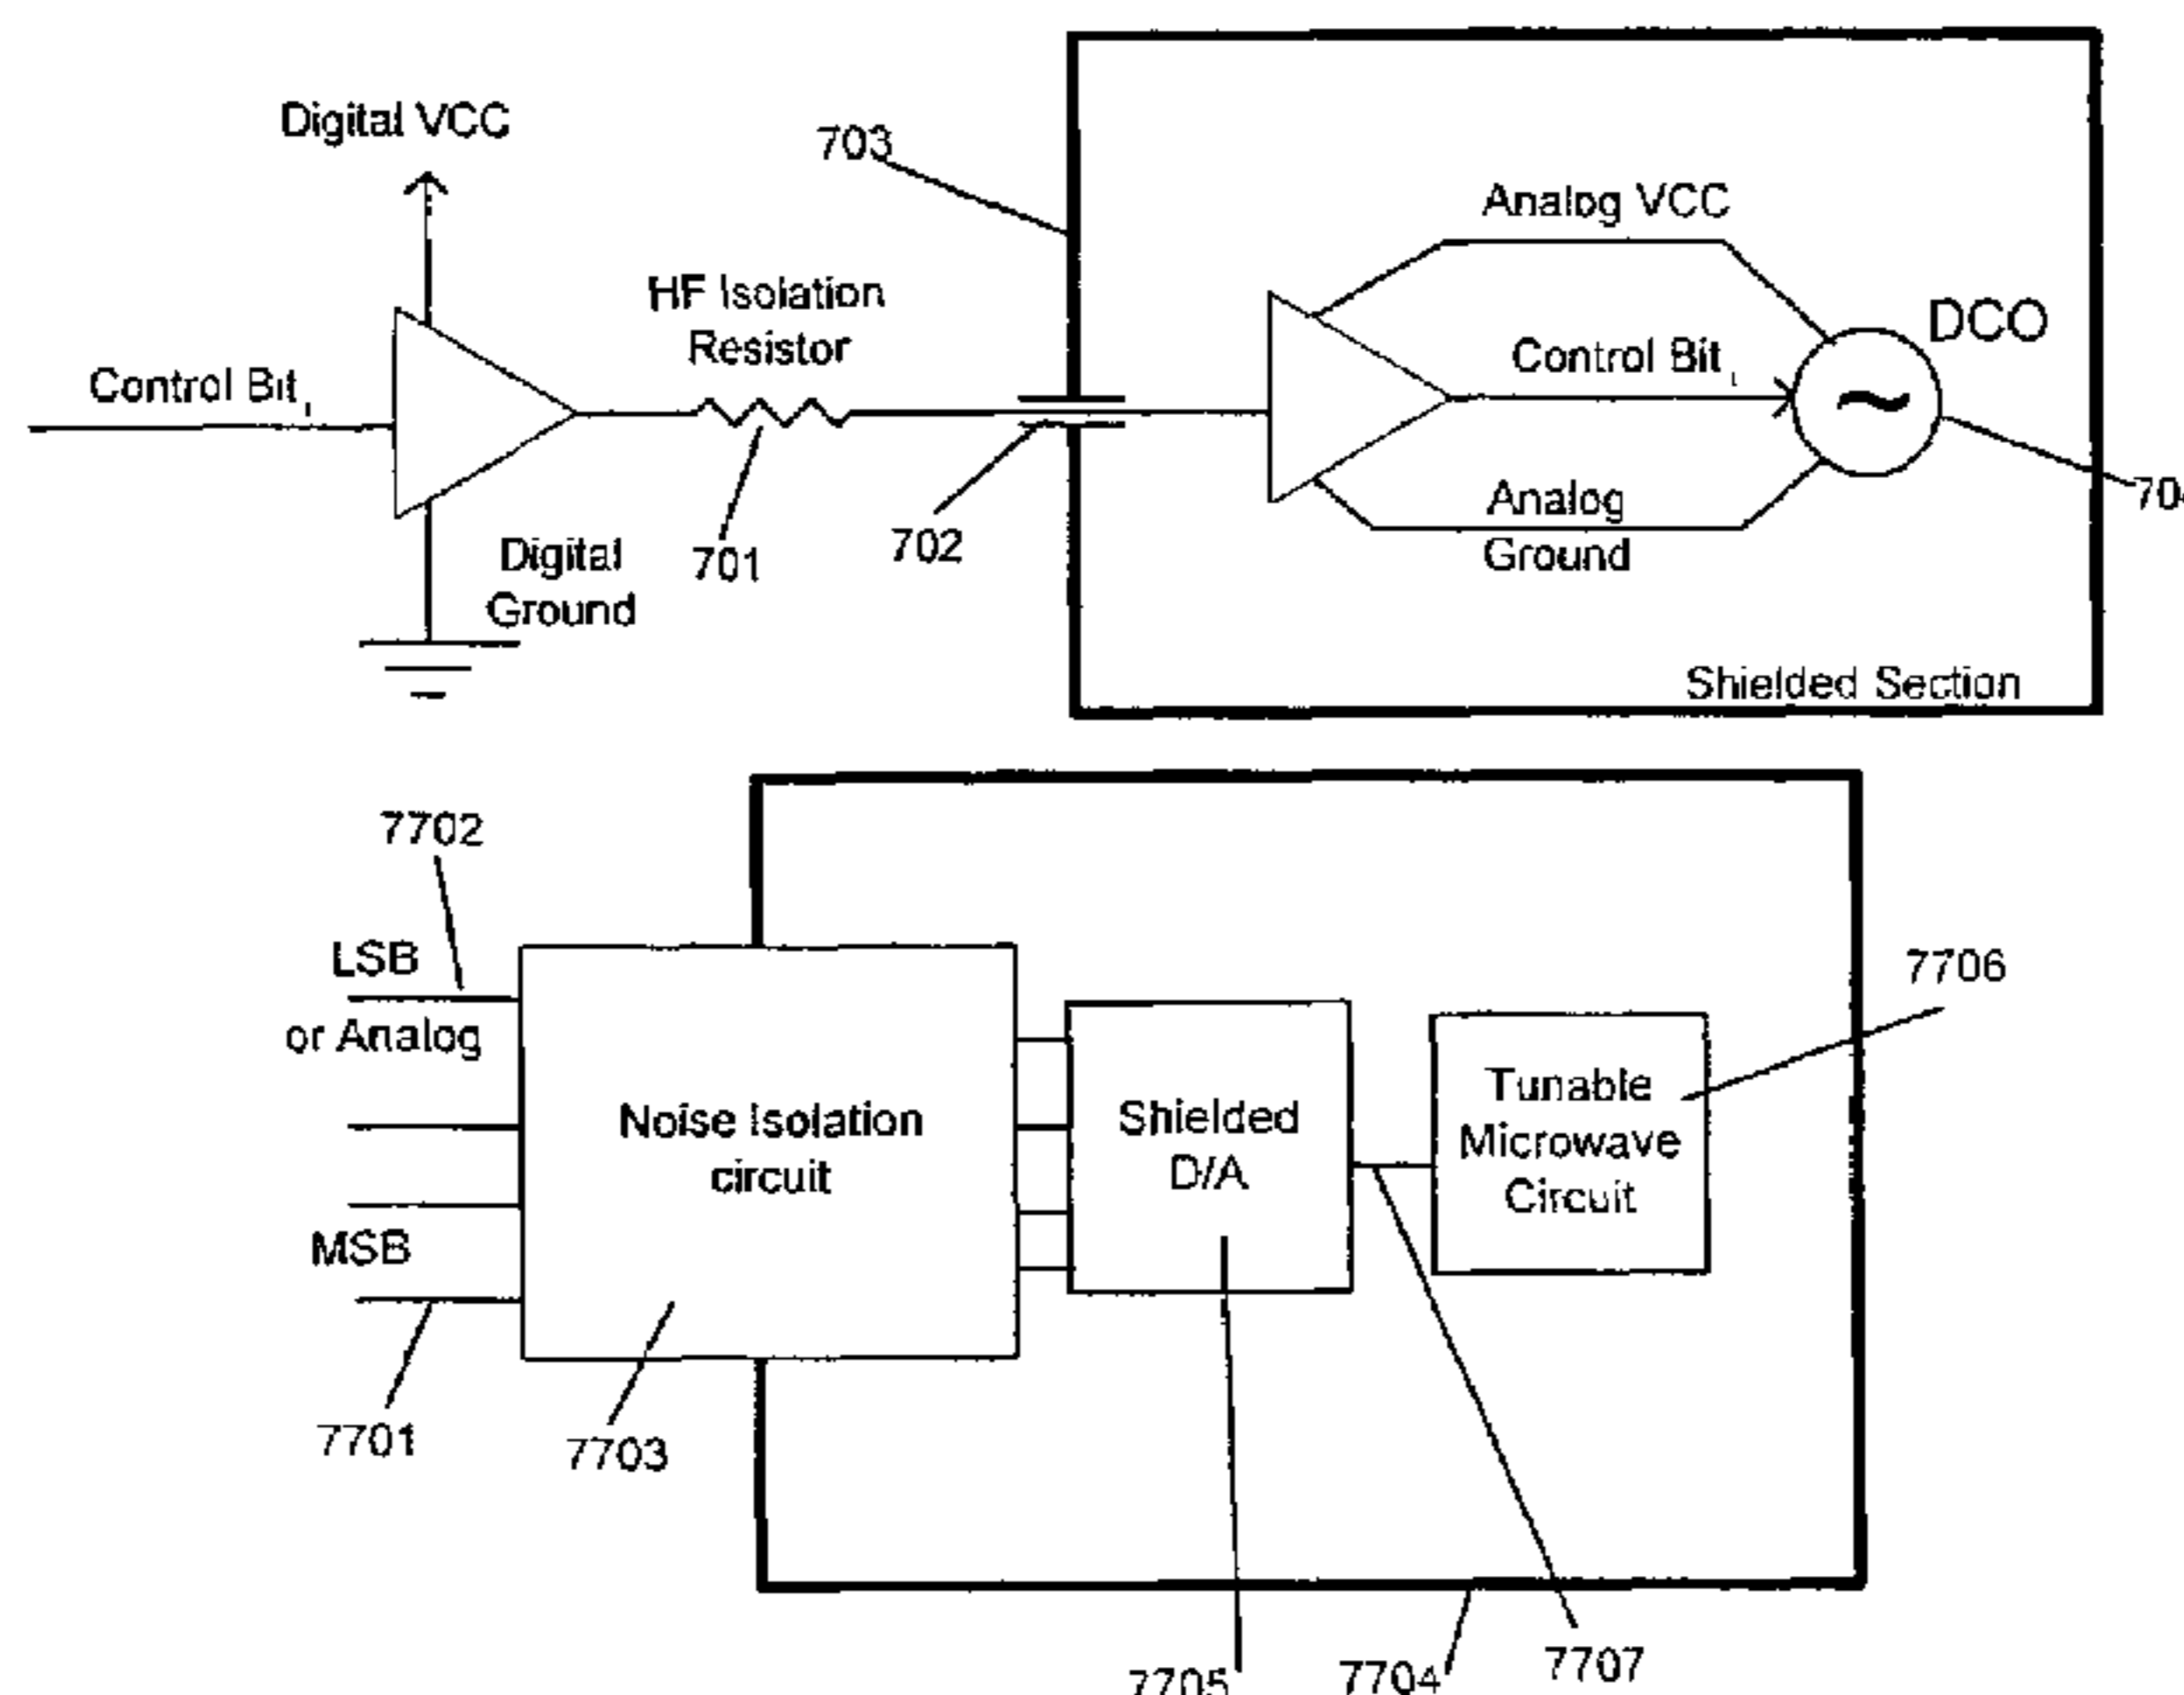 Digital VCC
703
Analog VCC
HF Isolation
Resistor
DCO
Control Bit i
Control Bit i
~
702
701
Digital
Ground
Analog
Ground
Shielded Section
7702
LSB
or Analog
7706
Noise Isolation
circuit
Shielded
D/A
Tunable
Microwave
Circuit
MSB
7701
7703
7705
7704
7707